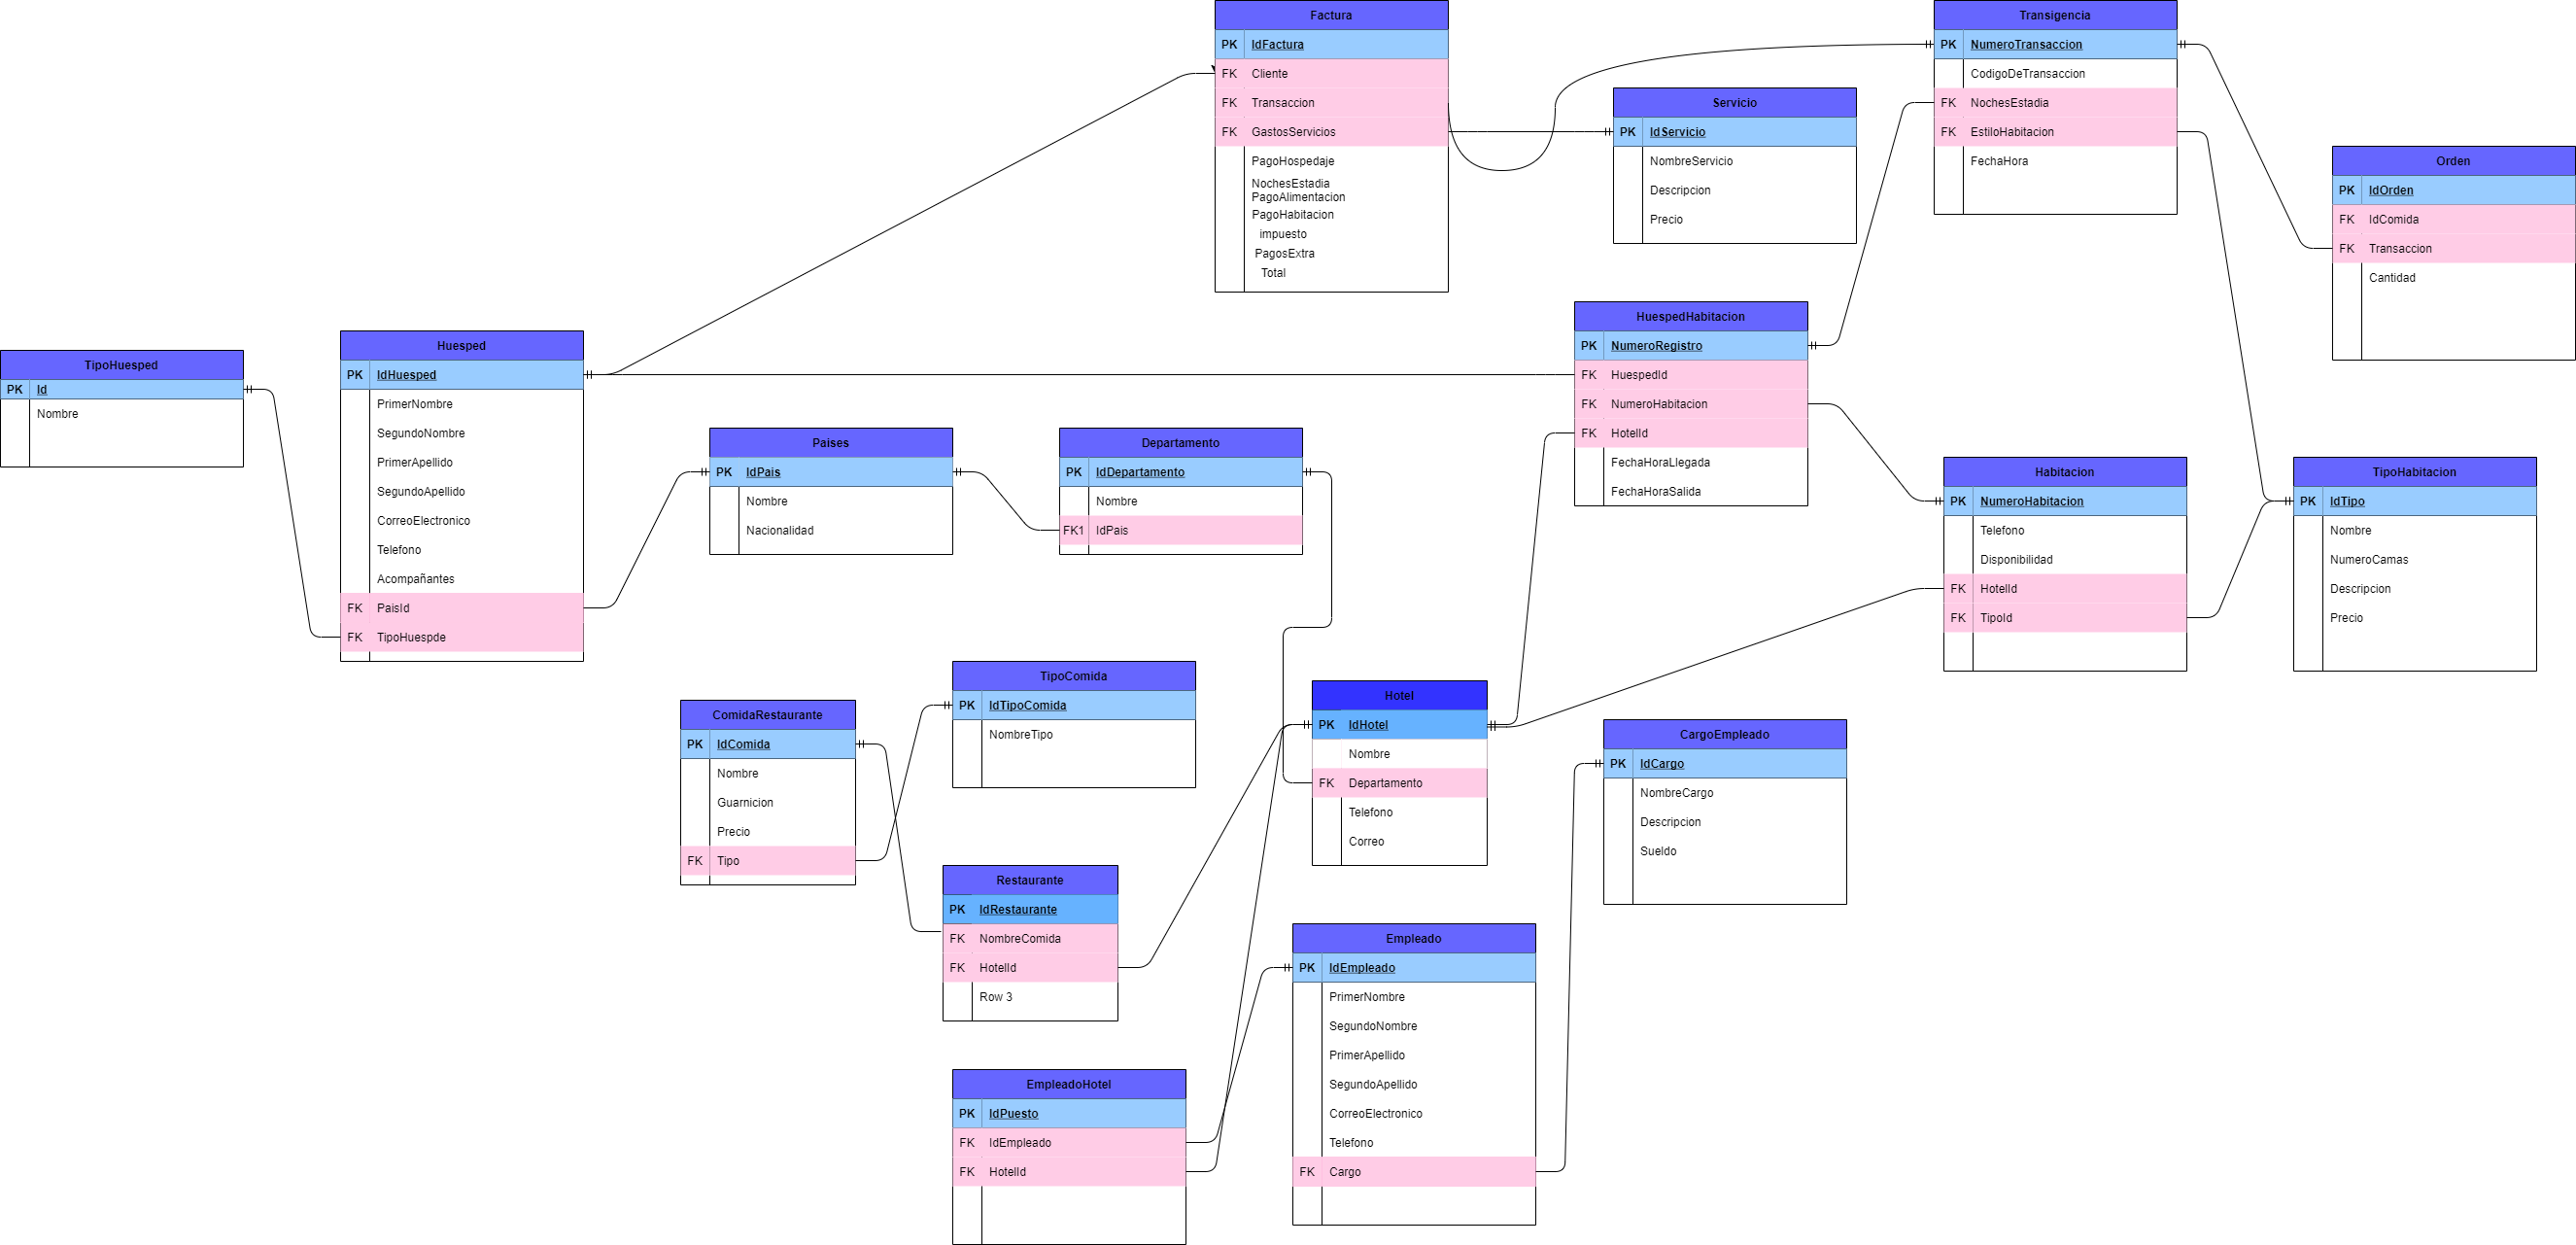 Factura
PK IdFactura
FK Cliente
FK Transaccion
FK GastosServicios
PagoHospedaje
NochesEstadia
PagoAlimentacion
PagoHabitacion
impuesto
PagosExtra
Total
Transigencia
PK NumeroTransaccion
CodigoDeTransaccion
FK NochesEstadia
FK EstiloHabitacion
FechaHora
Servicio
PK IdServicio
NombreServicio
Descripcion
Precio
Orden
PK IdOrden
FK IdComida
FK Transaccion
Cantidad
HuespedHabitacion
PK NumeroRegistro
FK HuespedId
FK NumeroHabitacion
FK HotelId
FechaHoraLlegada
FechaHoraSalida
TipoHuesped
PK Id
Nombre
Huesped
PK IdHuesped
PrimerNombre
SegundoNombre
PrimerApellido
SegundoApellido
CorreoElectronico
Telefono
Acompañantes
FK PaisId
FK TipoHuespde
Paises
PK IdPais
Nombre
Nacionalidad
Departamento
PK IdDepartamento
Nombre
FK1 IdPais
Habitacion
PK NumeroHabitacion
Telefono
Disponibilidad
FK HotelId
FK TipoId
TipoHabitacion
PK IdTipo
Nombre
NumeroCamas
Descripcion
Precio
TipoComida
PK IdTipoComida
NombreTipo
ComidaRestaurante
PK IdComida
Nombre
Guarnicion
Precio
FK Tipo
Hotel
PK IdHotel
Nombre
FK Departamento
Telefono
Correo
CargoEmpleado
PK IdCargo
NombreCargo
Descripcion
Sueldo
Restaurante
PK IdRestaurante
FK NombreComida
FK HotelId
Row 3
Empleado
PK IdEmpleado
PrimerNombre
SegundoNombre
PrimerApellido
SegundoApellido
CorreoElectronico
Telefono
FK Cargo
EmpleadoHotel
PK IdPuesto
FK IdEmpleado
FK HotelId